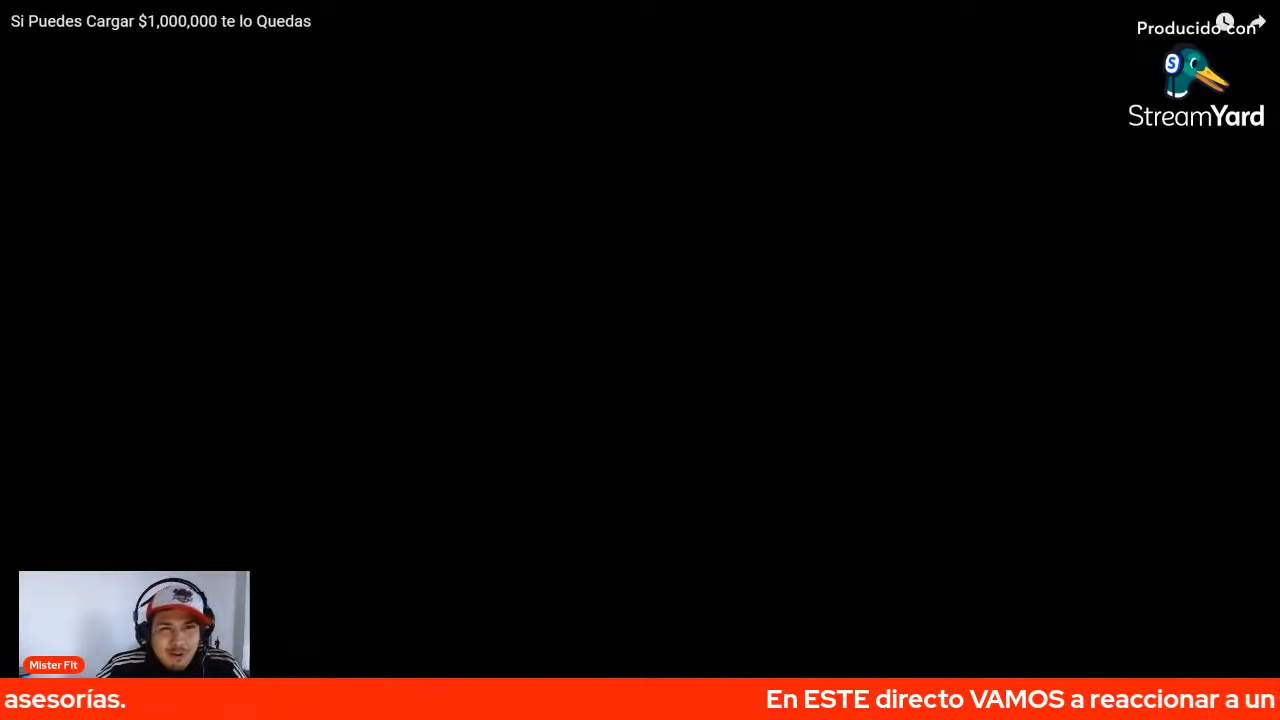 Si Puedes Cargar $1,000,000 te lo Quedas
Producido con
S
StreamYard
Mister Fit
asesorías.
En ESTE directo VAMOS a reaccionar a un